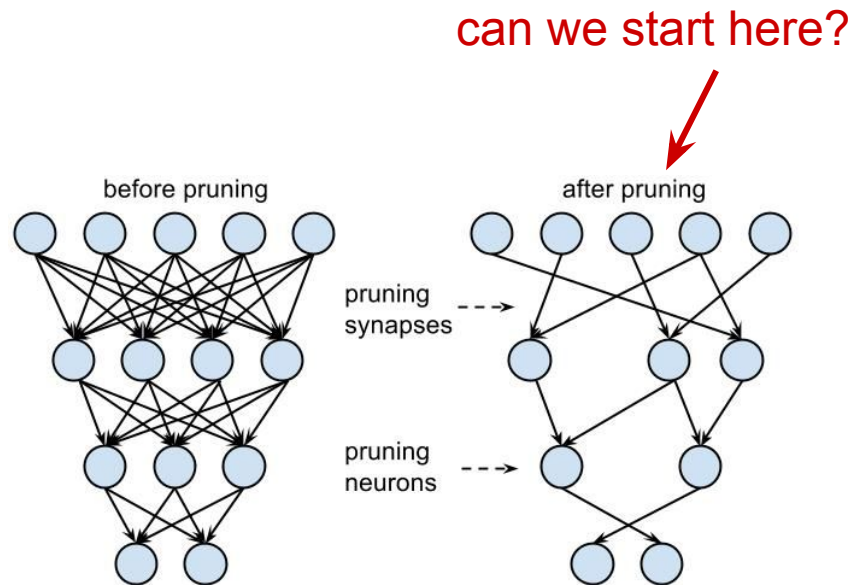 can we start here?
before pruning
after pruning
pruning
synapses
pruning
neurons